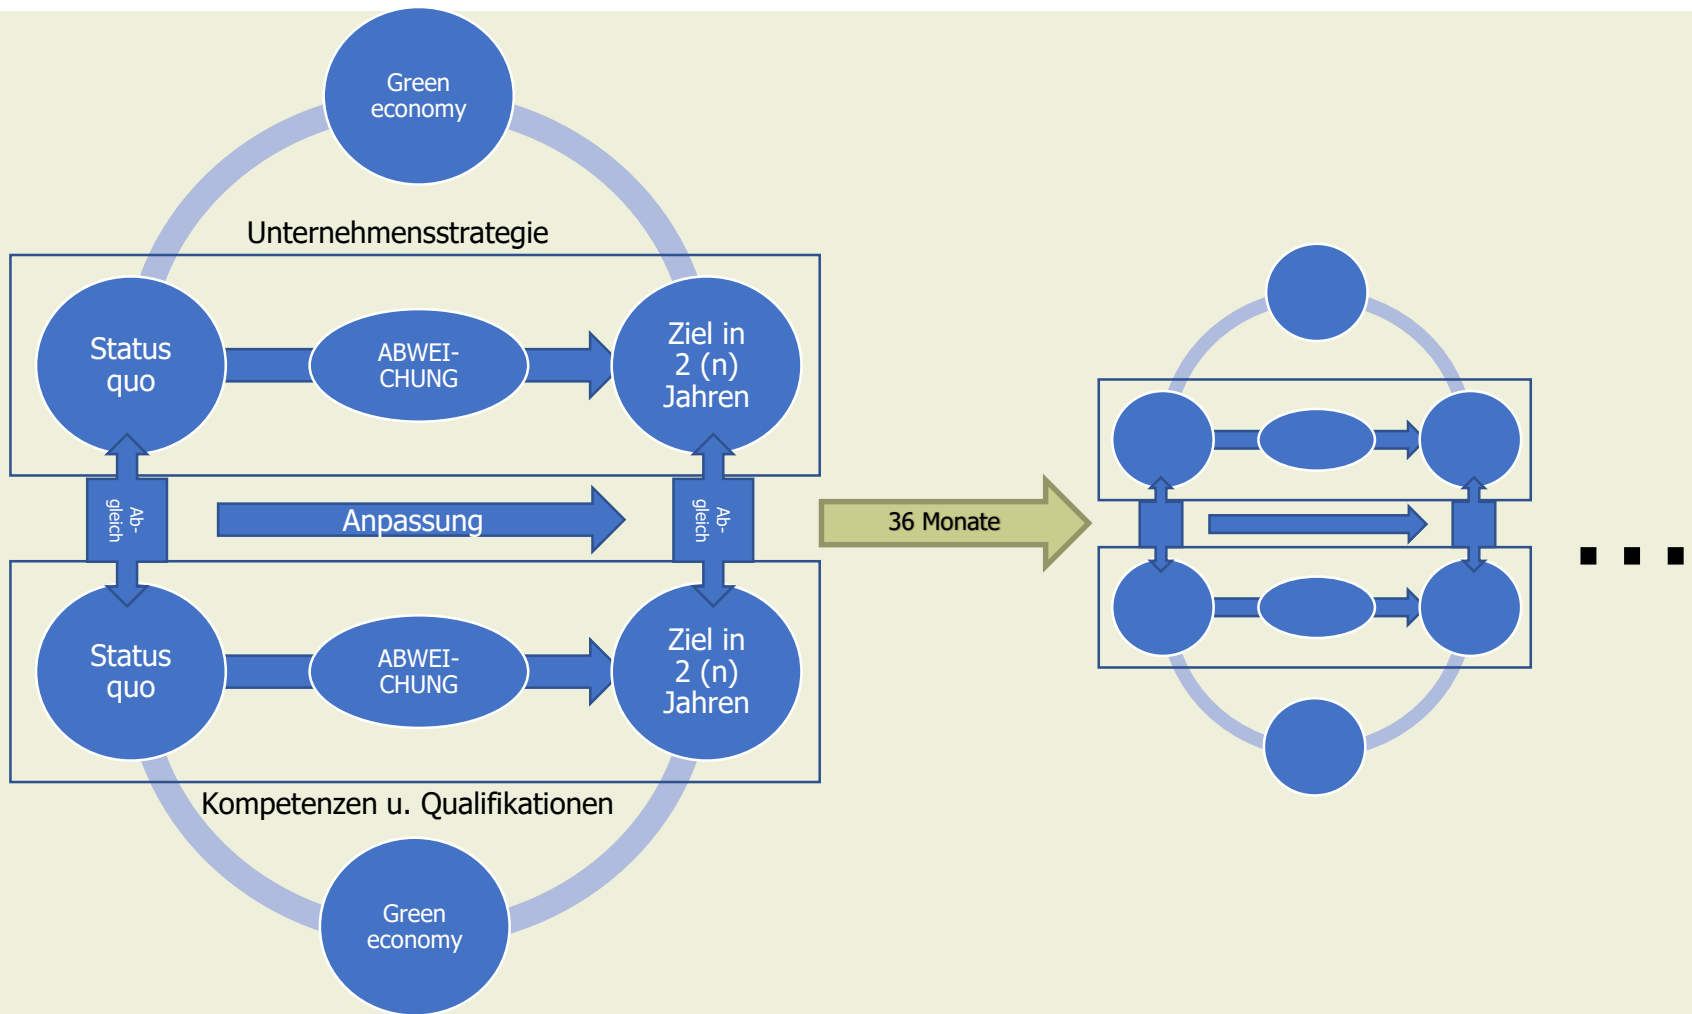 Green
economy
Unternehmensstrategie
Status
quo
ABWEI-
CHUNG
Ziel in
2 (n)
Jahren
Ab-
gleich
Anpassung
Ab-
gleich
36 Monate
Status
quo
ABWEI-
CHUNG
Ziel in
2 (n)
Jahren
Kompetenzen u. Qualifikationen
Green
economy
...